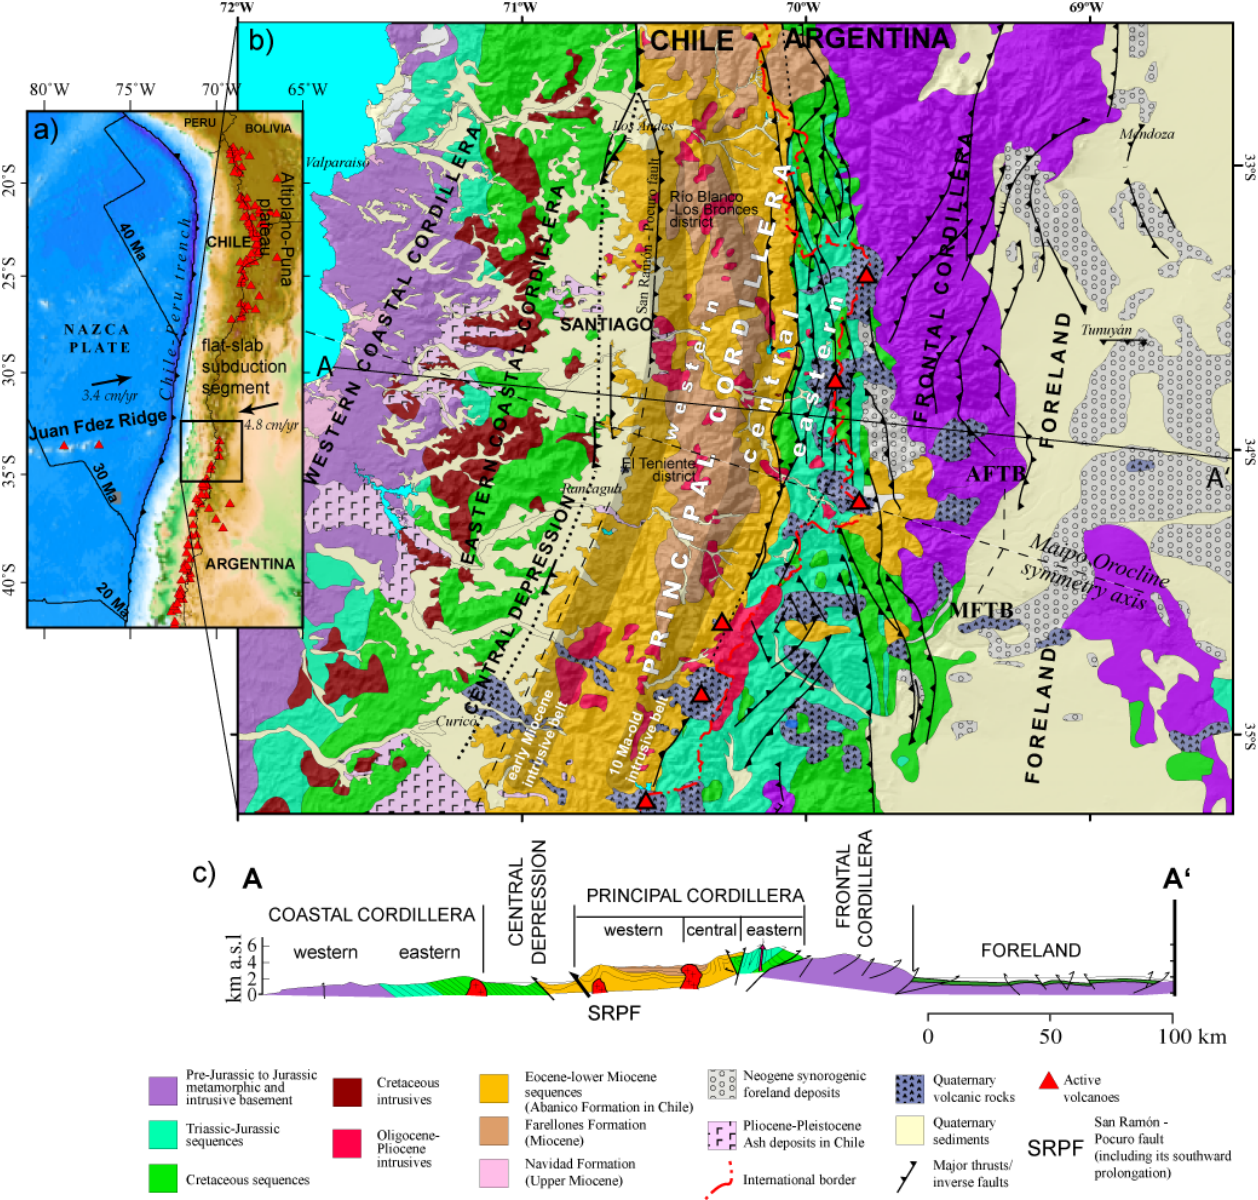 72°W
71°W
70°W
69°W
b)
CHILE
ARGENTINA
80°W
75°W
70°W
65°W
a)
PERU
BOLIVIA
20°S
25°S
30°S
35°S
40°S
Altiplano-Puna
plateau
CHILE
Chile-Peru trench
40 Ma
NAZCA
PLATE
3.4 cm/yr
flat-slab
subduction
segment
4.8 cm/yr
Juan Fdez Ridge
30 Ma
20 Ma
ARGENTINA
Los Andes
Mendoza
33°S
Valparaiso
WESTERN COASTAL CORDILLERA
EASTERN COASTAL CORDILLERA
San Ramón - Pocuro fault
Río Blanco
-Los Bronces
district
PRINCIPAL CORDILLERA
western
central
eastern
FRONTAL CORDILLERA
SANTIAGO
Tunuyán
FORELAND
A
A'
34°S
El Teniente
district
AFTB
Rancagua
CENTRAL DEPRESSION
Maipo Orocline
symmetry axis
MFTB
FORELAND
Curicó
early Miocene
intrusive belt
10 Ma-old
intrusive belt
35°S
c)
A
A'
COASTAL CORDILLERA
western
eastern
CENTRAL
DEPRESSION
PRINCIPAL CORDILLERA
western
central
eastern
FRONTAL
CORDILLERA
FORELAND
km a.s.l
6
4
2
0
SRPF
0
50
100 km
Pre-Jurassic to Jurassic
metamorphic and
intrusive basement
Triassic-Jurassic
sequences
Cretaceous sequences
Cretaceous
intrusives
Oligocene-
Pliocene
intrusives
Eocene-lower Miocene
sequences
(Abanico Formation in Chile)
Farellones Formation
(Miocene)
Navidad Formation
(Upper Miocene)
Neogene synorogenic
foreland deposits
Pliocene-Pleistocene
Ash deposits in Chile
International border
Quaternary
volcanic rocks
Quaternary
sediments
Major thrusts/
inverse faults
Active
volcanoes
SRPF
San Ramón -
Pocuro fault
(including its southward
prolongation)